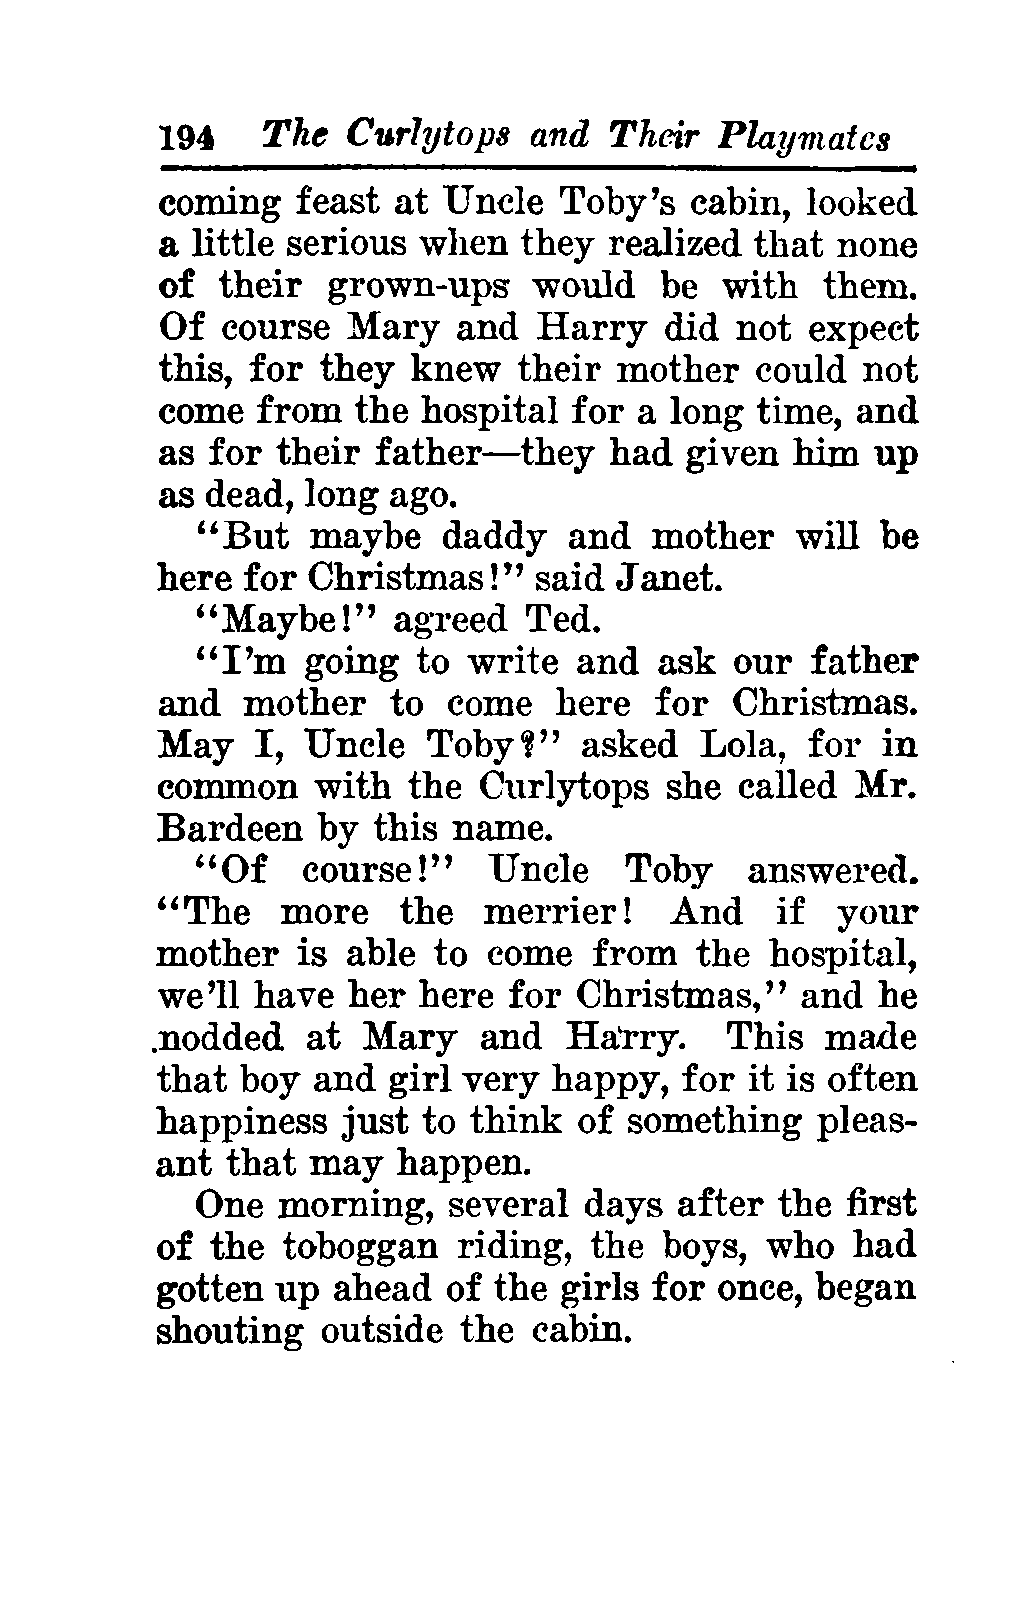 194 The Curlytops and Their Playmates
coming feast at Uncle Toby's cabin, looked
a little serious when they realized that none
of their grown-ups would be with them.
Of course Mary and Harry did not expect
this, for they knew their mother could not
come from the hospital for a long time, and
as for their father—they had given him up
as dead, long ago.
"But maybe daddy and mother will be
here for Christmas!" said Janet.
"Maybe!" agreed Ted.
"I'm going to write and ask our father
and mother to come here for Christmas.
May I, Uncle Toby?" asked Lola, for in
common with the Curlytops she called Mr.
Bardeen by this name.
"Of course!" Uncle Toby answered.
"The more the merrier! And if your
mother is able to come from the hospital,
we'll have her here for Christmas," and he
nodded at Mary and Harry. This made
that boy and girl very happy, for it is often
happiness just to think of something pleas-
ant that may happen.
One morning, several days after the first
of the toboggan riding, the boys, who had
gotten up ahead of the girls for once, began
shouting outside the cabin.